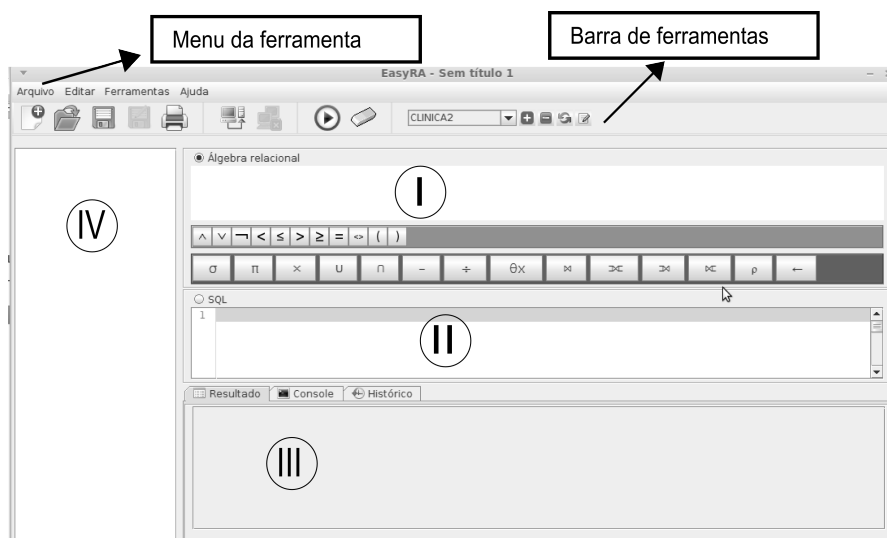 Menu da ferramenta
Barra de ferramentas
EasyRA - Sem título 1
Arquivo Editar Ferramentas Ajuda
CLINICA2
Álgebra relacional
I
IV
∧ ∨ ¬ < ≤ > ≥ = <> ( )
σ π × ∪ ∩ − ÷ θx ⋈ ⟗ ⟖ ⟕ ρ ←
SQL
1
II
Resultado Console Histórico
III